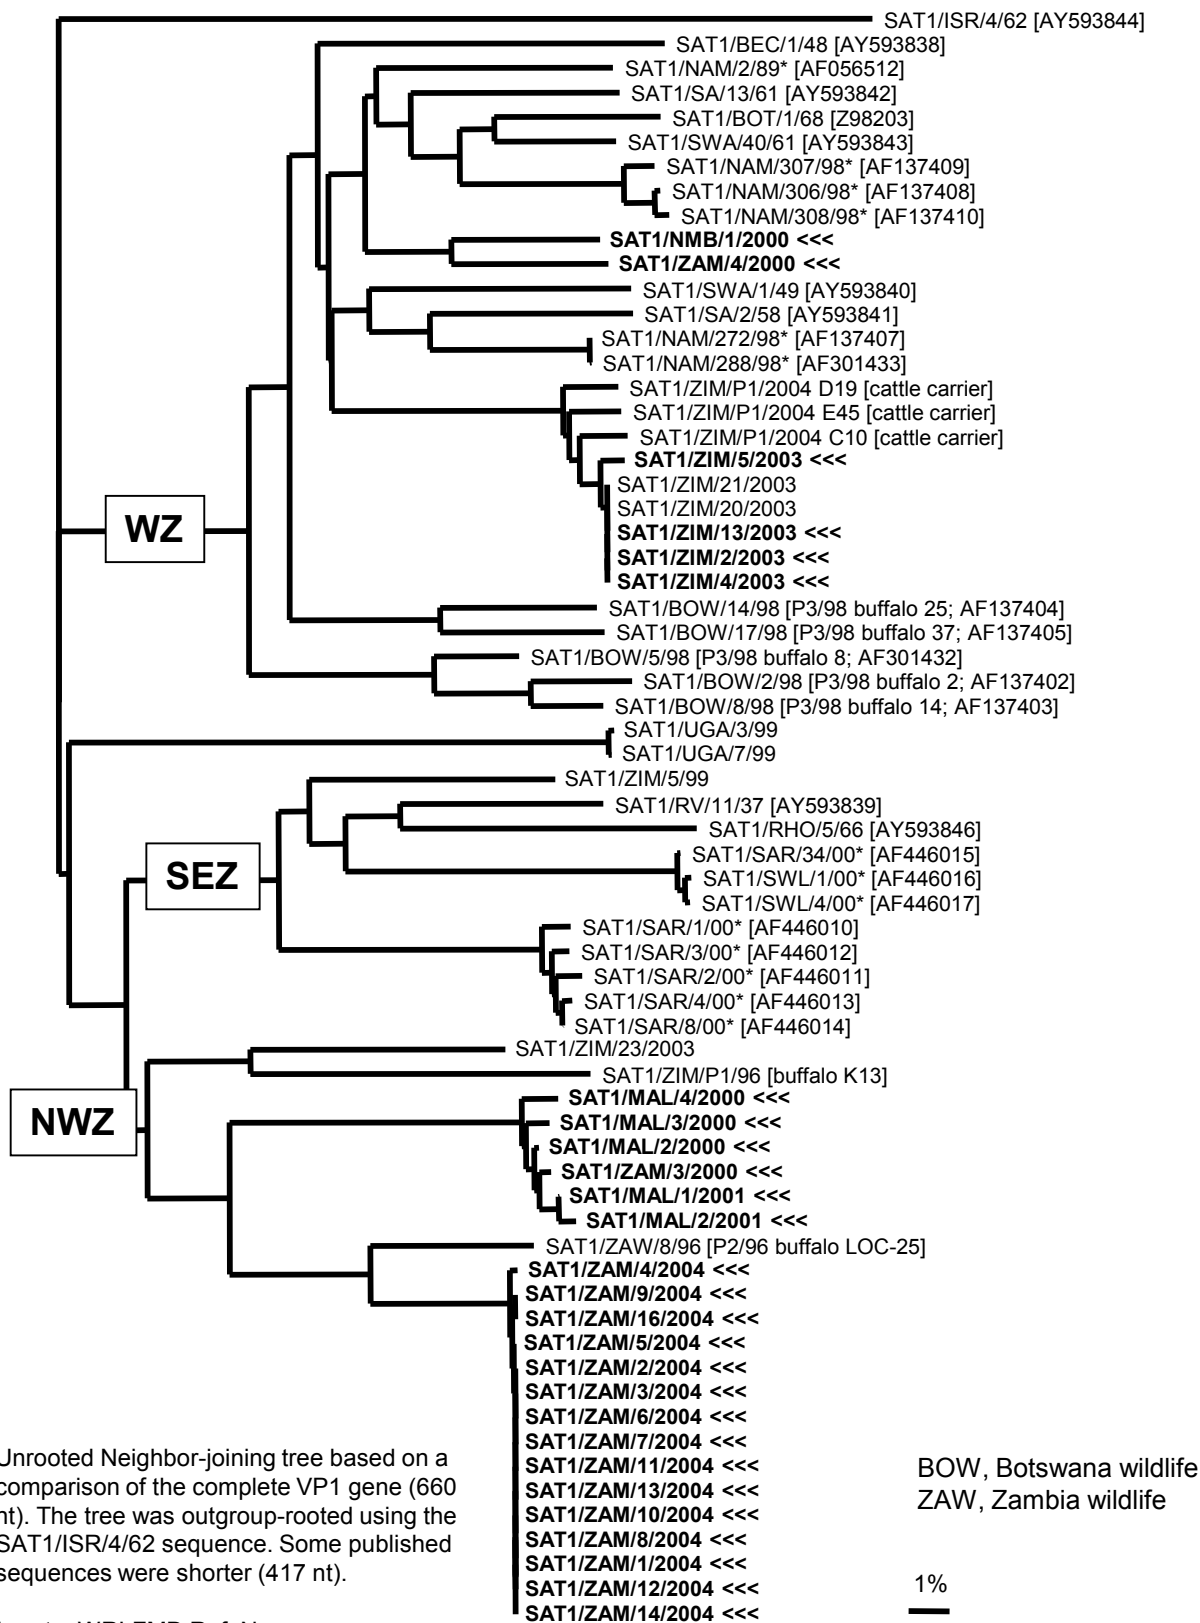 SAT1/ISR/4/62 [AY593844]
SAT1/BEC/1/48 [AY593838]
SAT1/NAM/2/89* [AF056512]
SAT1/SA/13/61 [AY593842]
SAT1/BOT/1/68 [Z98203]
SAT1/SWA/40/61 [AY593843]
SAT1/NAM/307/98* [AF137409]
SAT1/NAM/306/98* [AF137408]
SAT1/NAM/308/98* [AF137410]
SAT1/NMB/1/2000 <<<
SAT1/ZAM/4/2000 <<<
SAT1/SWA/1/49 [AY593840]
SAT1/SA/2/58 [AY593841]
SAT1/NAM/272/98* [AF137407]
SAT1/NAM/288/98* [AF301433]
SAT1/ZIM/P1/2004 D19 [cattle carrier]
SAT1/ZIM/P1/2004 E45 [cattle carrier]
SAT1/ZIM/P1/2004 C10 [cattle carrier]
SAT1/ZIM/5/2003 <<<
SAT1/ZIM/21/2003
SAT1/ZIM/20/2003
WZ
SAT1/ZIM/13/2003 <<<
SAT1/ZIM/2/2003 <<<
SAT1/ZIM/4/2003 <<<
SAT1/BOW/14/98 [P3/98 buffalo 25; AF137404]
SAT1/BOW/17/98 [P3/98 buffalo 37; AF137405]
SAT1/BOW/5/98 [P3/98 buffalo 8; AF301432]
SAT1/BOW/2/98 [P3/98 buffalo 2; AF137402]
SAT1/BOW/8/98 [P3/98 buffalo 14; AF137403]
SAT1/UGA/3/99
SAT1/UGA/7/99
SAT1/ZIM/5/99
SAT1/RV/11/37 [AY593839]
SAT1/RHO/5/66 [AY593846]
SAT1/SAR/34/00* [AF446015]
SEZ
SAT1/SWL/1/00* [AF446016]
SAT1/SWL/4/00* [AF446017]
SAT1/SAR/1/00* [AF446010]
SAT1/SAR/3/00* [AF446012]
SAT1/SAR/2/00* [AF446011]
SAT1/SAR/4/00* [AF446013]
SAT1/SAR/8/00* [AF446014]
SAT1/ZIM/23/2003
SAT1/ZIM/P1/96 [buffalo K13]
SAT1/MAL/4/2000 <<<
NWZ
SAT1/MAL/3/2000 <<<
SAT1/MAL/2/2000 <<<
SAT1/ZAM/3/2000 <<<
SAT1/MAL/1/2001 <<<
SAT1/MAL/2/2001 <<<
SAT1/ZAW/8/96 [P2/96 buffalo LOC-25]
SAT1/ZAM/4/2004 <<<
SAT1/ZAM/9/2004 <<<
SAT1/ZAM/16/2004 <<<
SAT1/ZAM/5/2004 <<<
SAT1/ZAM/2/2004 <<<
SAT1/ZAM/3/2004 <<<
SAT1/ZAM/6/2004 <<<
SAT1/ZAM/7/2004 <<<
SAT1/ZAM/11/2004 <<<
SAT1/ZAM/13/2004 <<<
SAT1/ZAM/10/2004 <<<
SAT1/ZAM/8/2004 <<<
SAT1/ZAM/1/2004 <<<
SAT1/ZAM/12/2004 <<<
SAT1/ZAM/14/2004 <<<
Unrooted Neighbor-joining tree based on a
comparison of the complete VP1 gene (660
nt). The tree was outgroup-rooted using the
SAT1/ISR/4/62 sequence. Some published
sequences were shorter (417 nt).
BOW, Botswana wildlife
ZAW, Zambia wildlife
1%